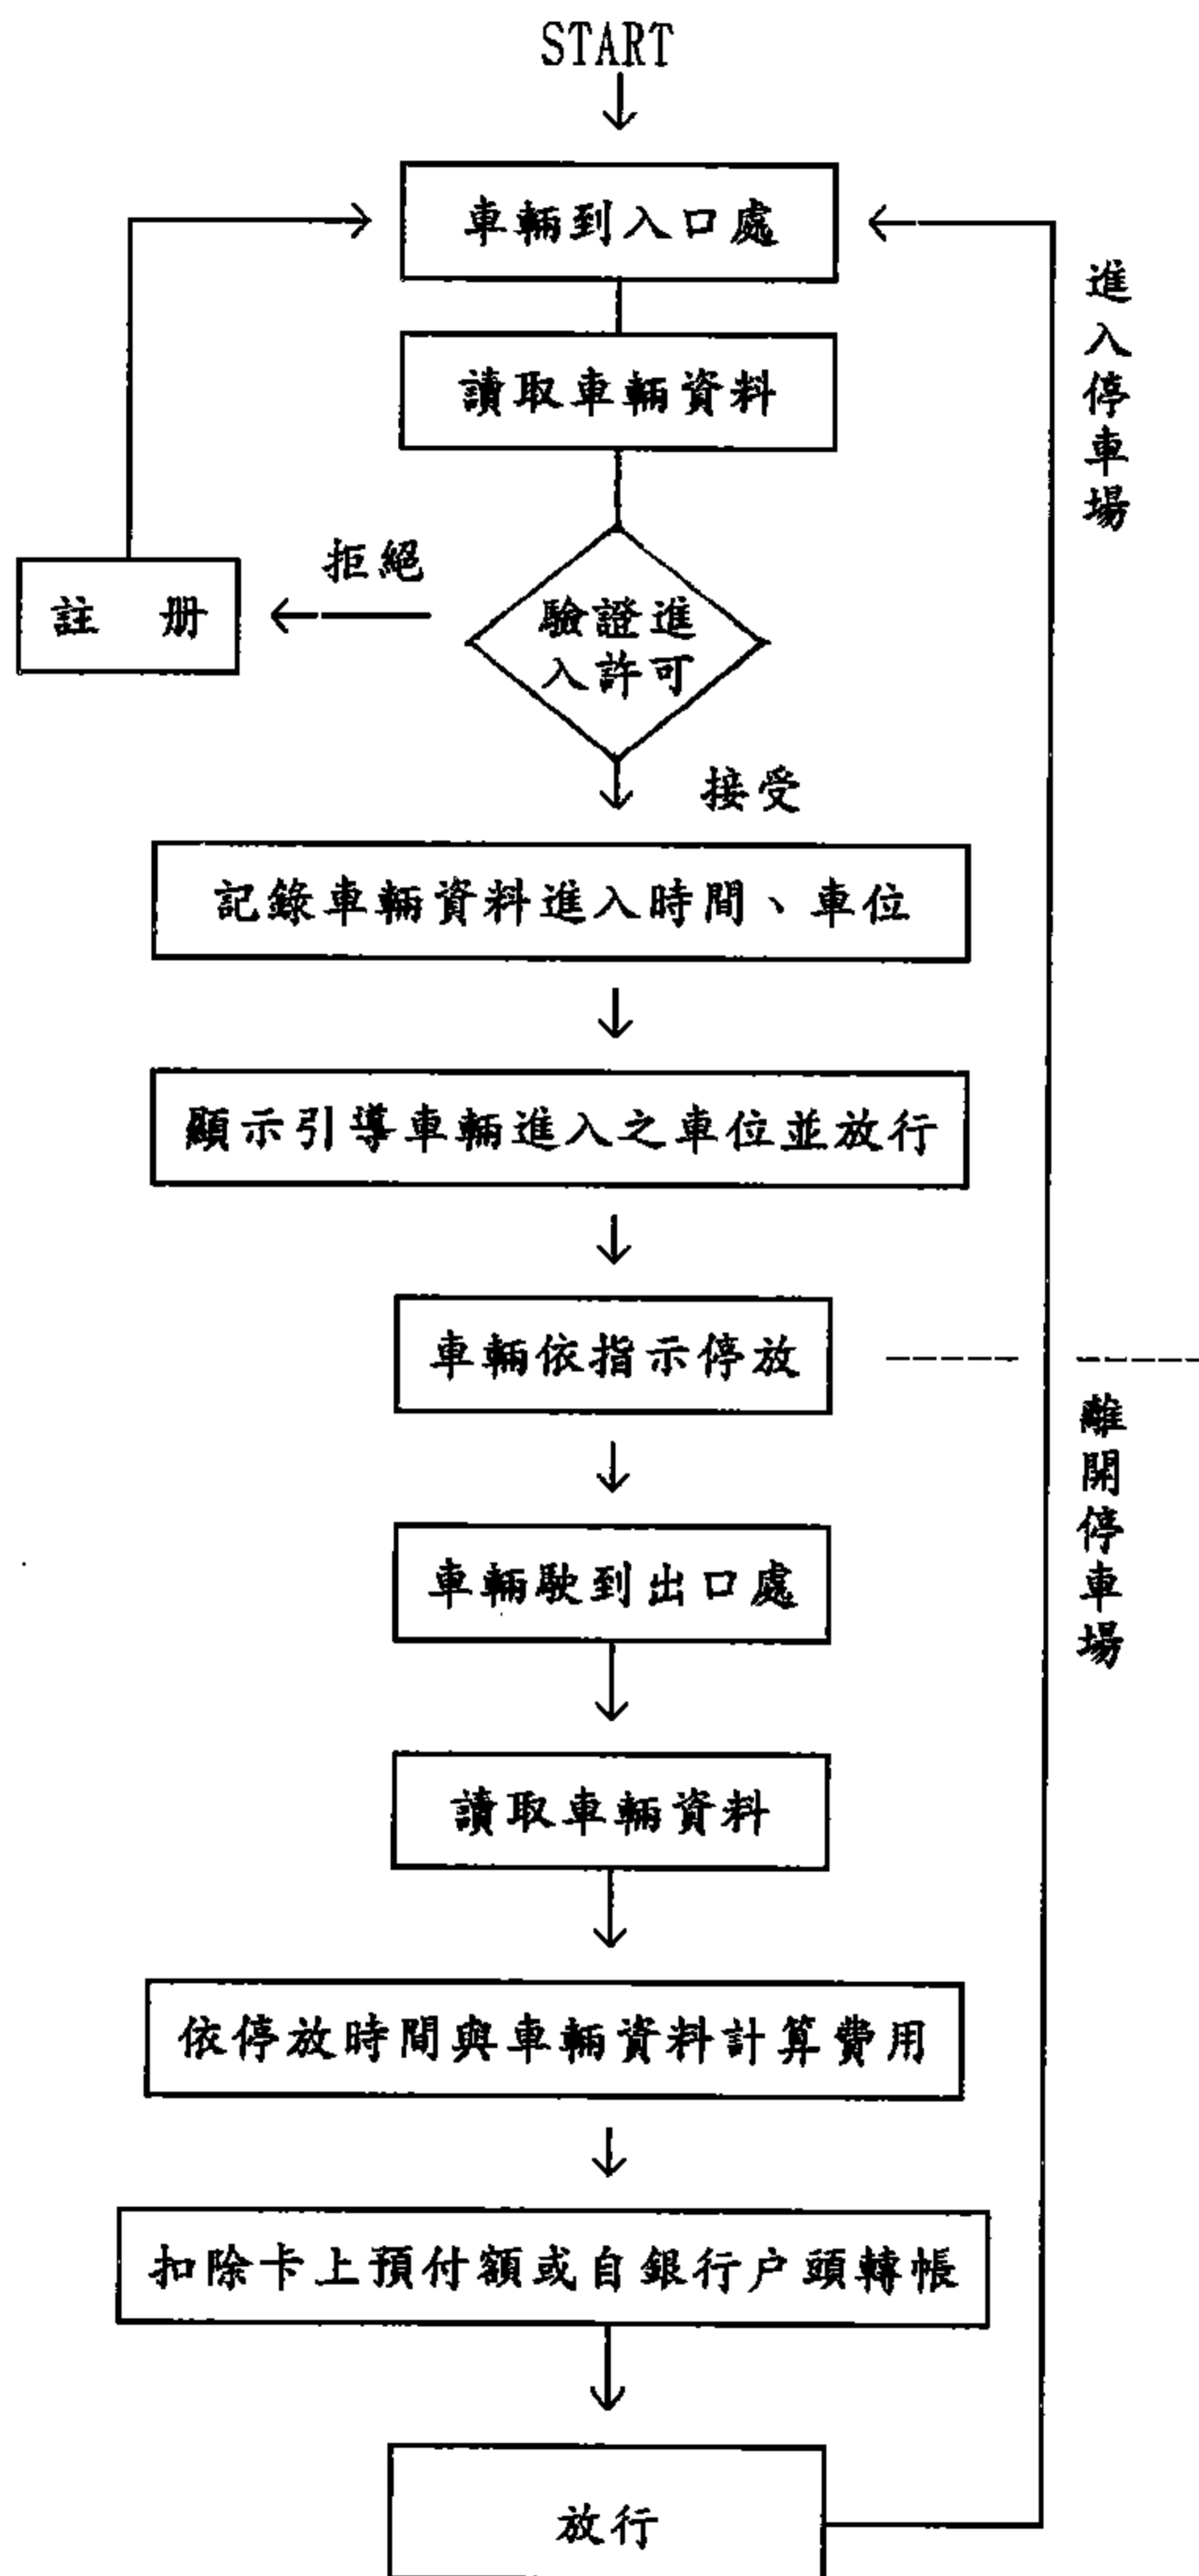 START
車輛到入口處
讀取車輛資料
拒絕
註 册
驗證進
入許可
接受
記錄車輛資料進入時間、車位
顯示引導車輛進入之車位並放行
車輛依指示停放
車輛駛到出口處
讀取車輛資料
依停放時間與車輛資料計算費用
扣除卡上預付額或自銀行户頭轉帳
放行
進入停車場
離開停車場